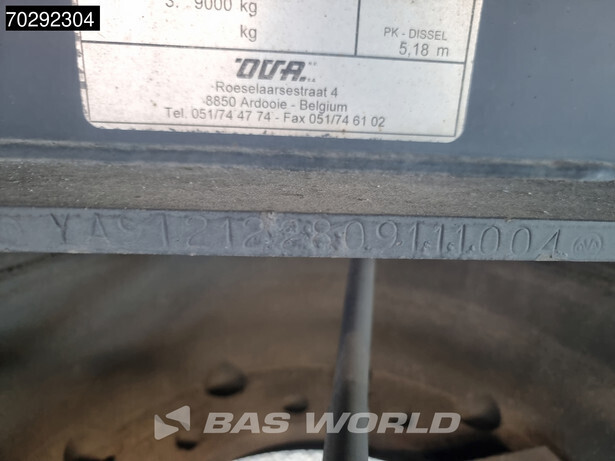 70292304
3. 9000 kg
kg
PK - DISSEL
5,18 m
OVA
Roeselaarsestraat 4
8850 Ardooie - Belgium
Tel. 051/74 47 74 - Fax 051/74 61 02
BAS WORLD